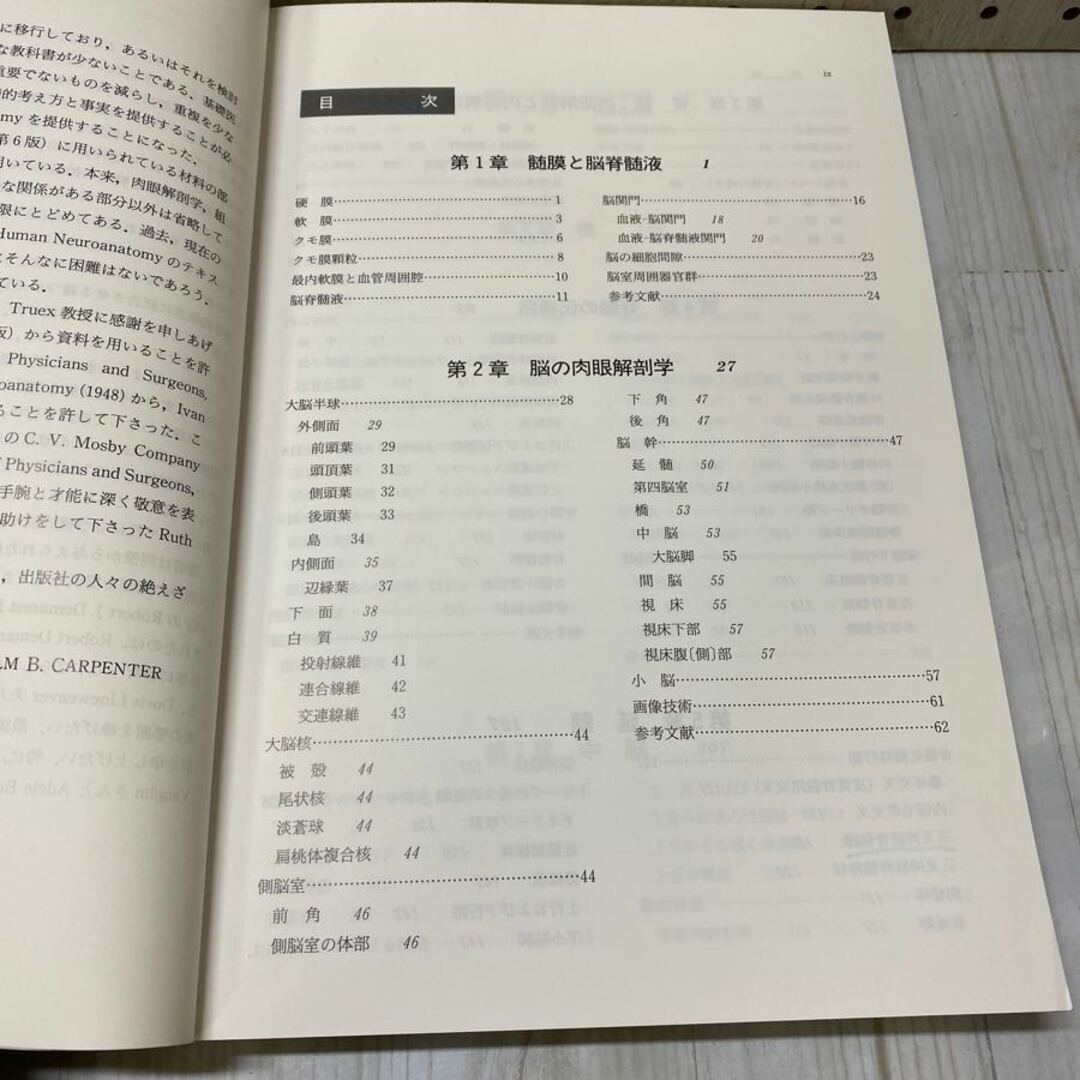 に移行しており，あるいはそれを検討
な教科書が少ないことである．基礎医
重要でないものを減らし，重複を少な
的考え方と事実を提供することが必
omy を提供することになった．
第6版）に用いられている材料の部
用いている．本来，肉眼解剖学，組
な関係がある部分以外は省略して
限にとどめてある．過去，現在の
Human Neuroanatomy のテキス
にそんなに困難はないであろう．
ている．
Truex 教授に感謝を申しあげ
版）から資料を用いることを許
Physicians and Surgeons,
oanatomy (1948) から，Ivan
ることを許して下さった．こ
の C. V. Mosby Company
f Physicians and Surgeons,
手腕と才能に深く敬意を表
助けをして下さった Ruth
，出版社の人々の絶えざ
LM B. CARPENTER
ix
目 次
第1章 髄膜と脳脊髄液 1
硬 膜……1
軟 膜……3
クモ膜……6
クモ膜顆粒……8
最内軟膜と血管周囲腔……10
脳脊髄液……11
脳関門……16
血液-脳関門 18
血液-脳脊髄液関門 20
脳の細胞間隙……23
脳室周囲器官群……23
参考文献……24
第2章 脳の肉眼解剖学 27
大脳半球……28
外側面 29
前頭葉 29
頭頂葉 31
側頭葉 32
後頭葉 33
島 34
内側面 35
辺縁葉 37
下 面 38
白 質 39
投射線維 41
連合線維 42
交連線維 43
大脳核……44
被 殻 44
尾状核 44
淡蒼球 44
扁桃体複合核 44
側脳室……44
前 角 46
側脳室の体部 46
下 角 47
後 角 47
脳 幹……47
延 髄 50
第四脳室 51
橋 53
中 脳 53
大脳脚 55
間 脳 55
視 床 55
視床下部 57
視床腹〔側〕部 57
小 脳……57
画像技術……61
参考文献……62